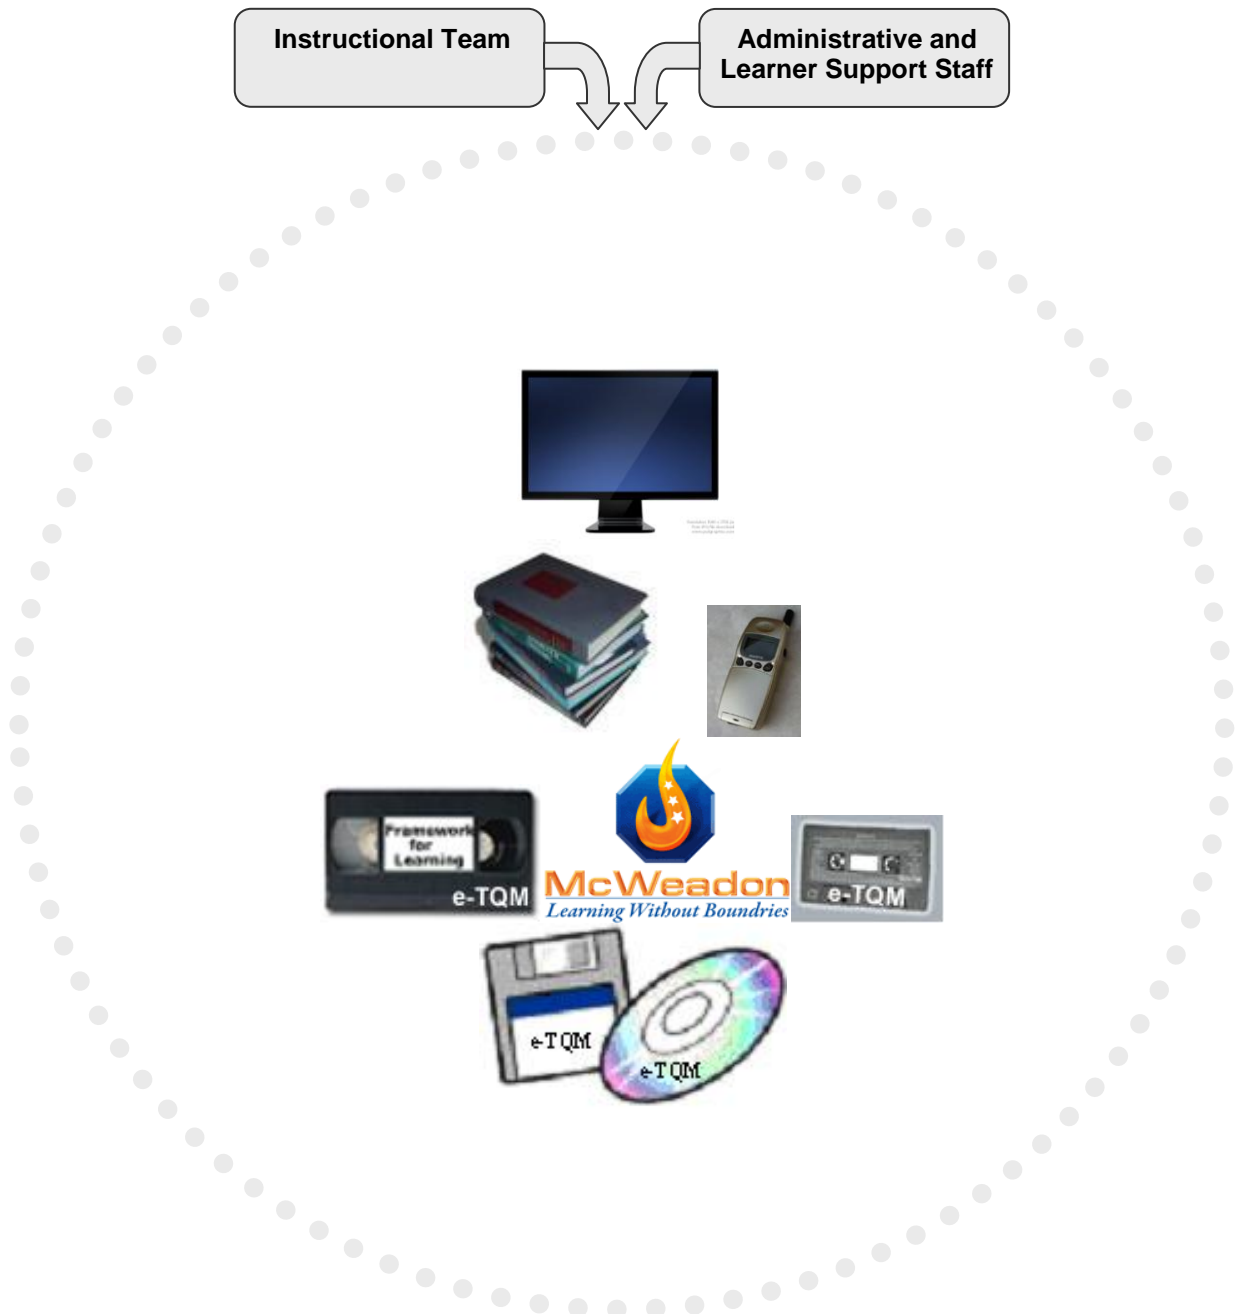 Instructional Team
Administrative and
Learner Support Staff
Framework
for
Learning
e-TQM
McWeadon
Learning Without Boundries
e-TQM
e-TQM
e-TQM